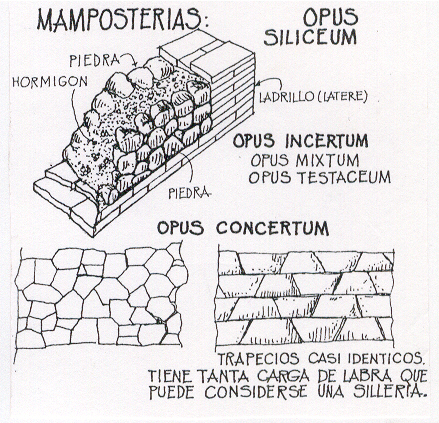 MAMPOSTERIAS:
OPUS
SILICEUM
PIEDRA
HORMIGON
LADRILLO (LATERE)
OPUS INCERTUM
OPUS MIXTUM
OPUS TESTACEUM
PIEDRA
OPUS CONCERTUM
TRAPECIOS CASI IDENTICOS.
TIENE TANTA CARGA DE LABRA QUE
PUEDE CONSIDERSE UNA SILLERIA.